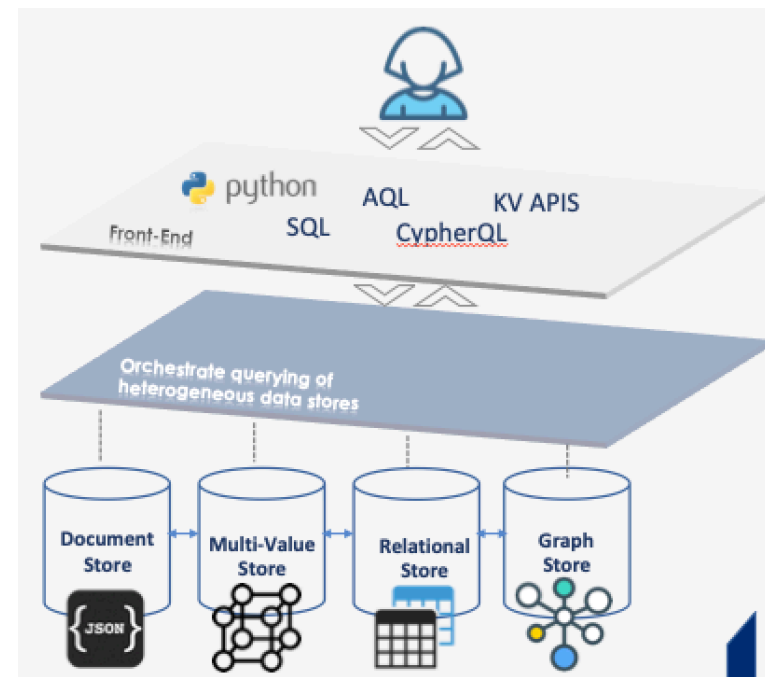 python
AQL
KV APIS
SQL
CypherQL
Front-End
Orchestrate querying of
heterogeneous data stores
Document
Store
Multi-Value
Store
Relational
Store
Graph
Store
{JSON}